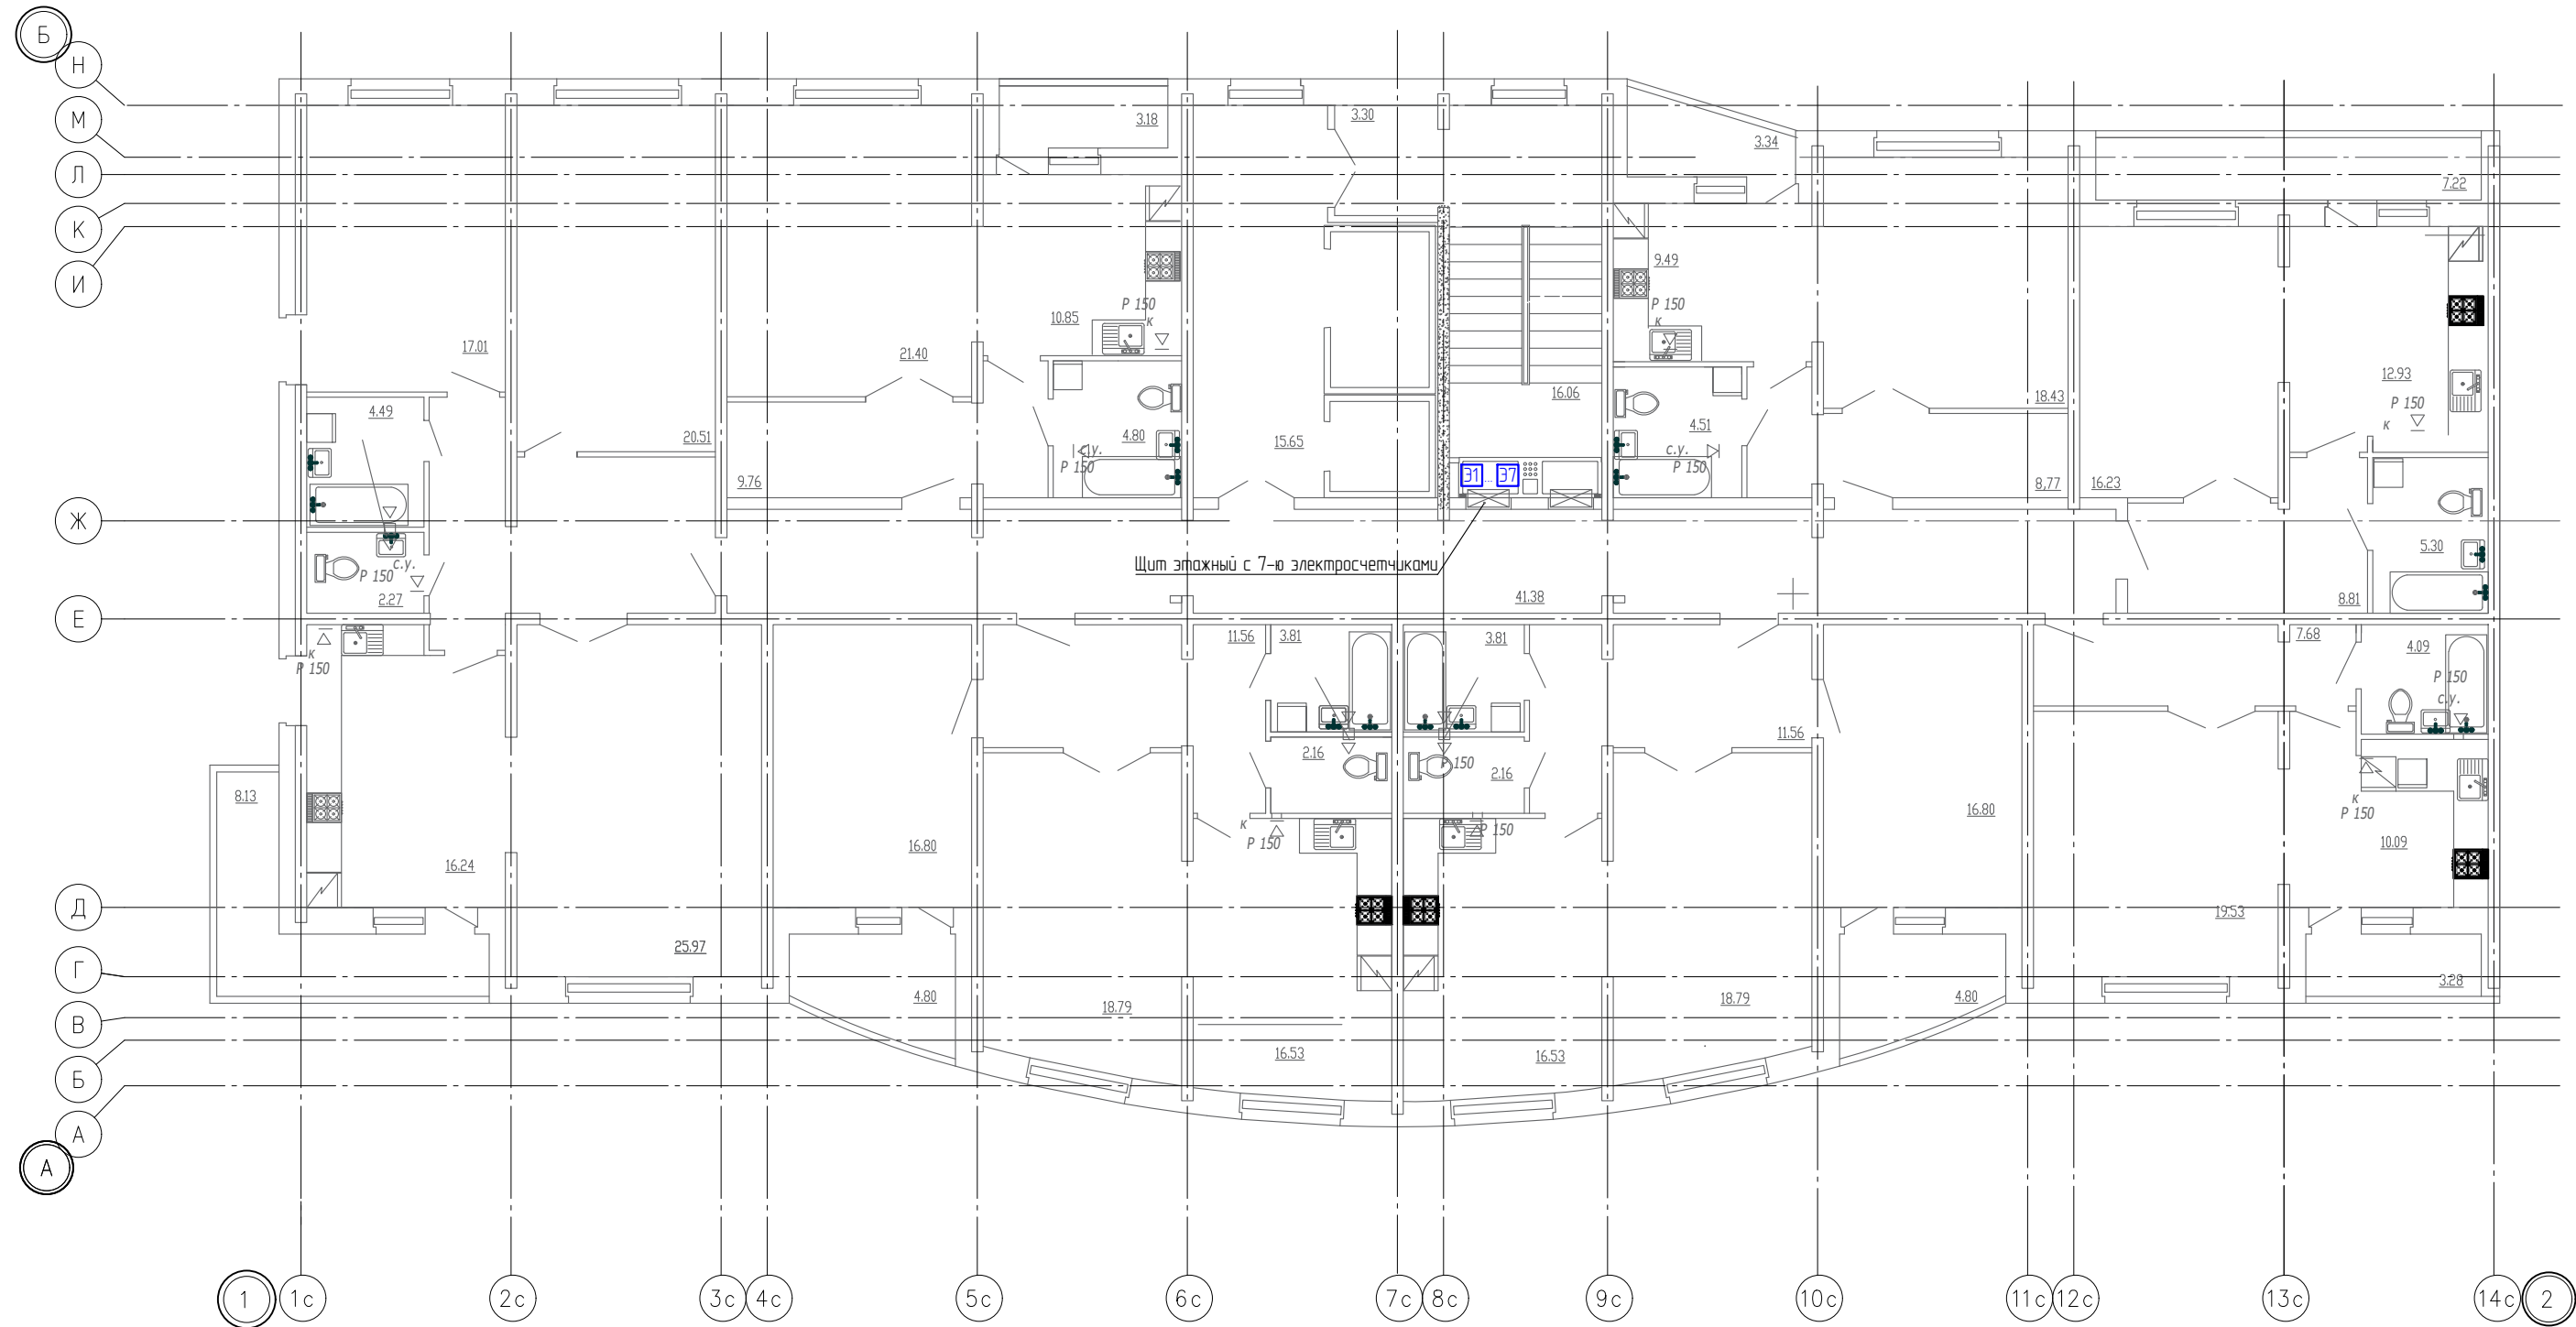 Б
Н
М
Л
К
И
Ж
Е
Д
Г
В
Б
А
А
3.18
3.30
3.34
7.22
9.49
Р 150
к
10.85
Р 150
к
17.01
21.40
12.93
Р 150
к
4.49
16.06
18.43
20.51
4.80
с.у.
Р 150
15.65
4.51
с.у.
Р 150
9.76
31 ... 37
8,77
16.23
5.30
Щит этажный с 7-ю электросчетчиками
с.у.
Р 150
2.27
41.38
8.81
11.56
3.81
3.81
7.68
4.09
к
Р 150
Р 150
с.у.
11.56
2.16
Р 150
2.16
8.13
16.80
к
Р 150
к
Р 150
Р 150
16.24
16.80
10.09
25.97
19.53
4.80
18.79
18.79
4.80
3.28
16.53
16.53
1
1с
2с
3с
4с
5с
6с
7с
8с
9с
10с
11с
12с
13с
14с
2